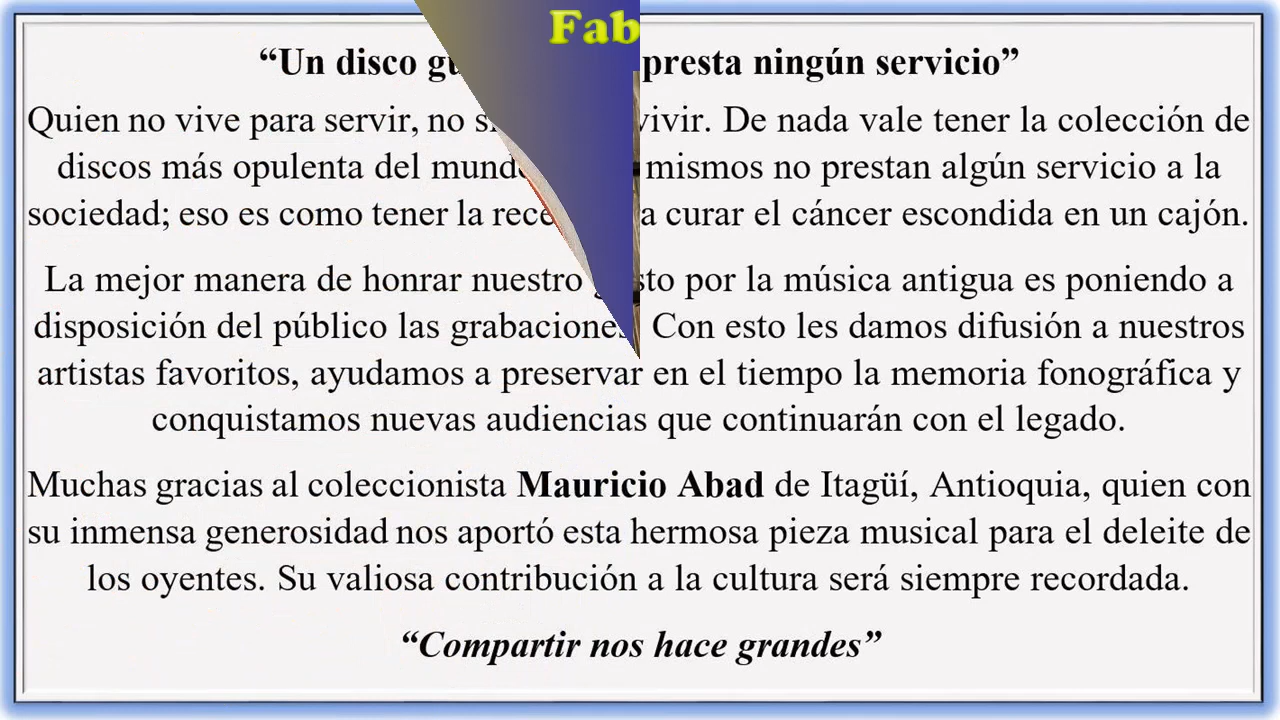 Fab
“Un disco presta ningún servicio”
Quien no vive para servir, no vivir. De nada vale tener la colección de
discos más opulenta del mundo mismos no prestan algún servicio a la
sociedad; eso es como tener la a curar el cáncer escondida en un cajón.
La mejor manera de honrar nuestro por la música antigua es poniendo a
disposición del público las grabaciones Con esto les damos difusión a nuestros
artistas favoritos, ayudamos a preservar en el tiempo la memoria fonográfica y
conquistamos nuevas audiencias que continuarán con el legado.
Muchas gracias al coleccionista Mauricio Abad de Itagüí, Antioquia, quien con
su inmensa generosidad nos aportó esta hermosa pieza musical para el deleite de
los oyentes. Su valiosa contribución a la cultura será siempre recordada.
“Compartir nos hace grandes”